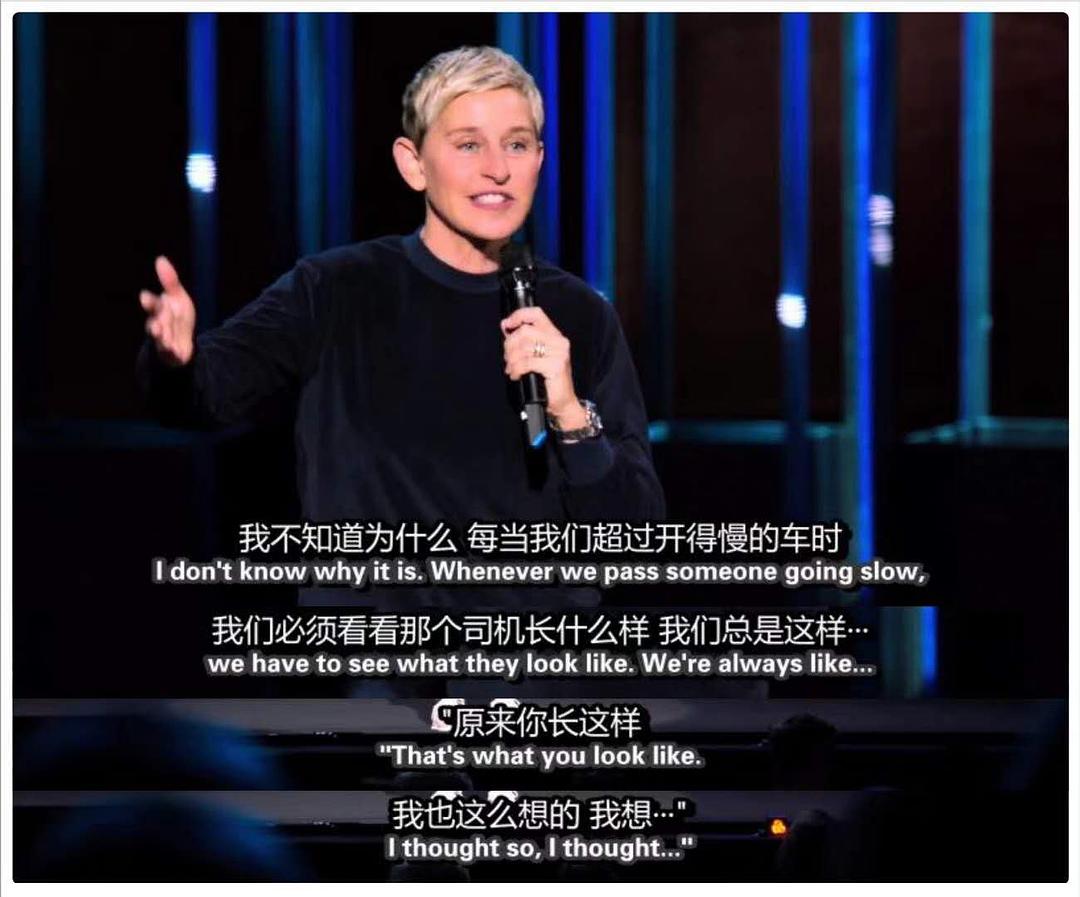 我不知道为什么 每当我们超过开得慢的车时
I don't know why it is. Whenever we pass someone going slow,
我们必须看看那个司机长什么样 我们总是这样…
we have to see what they look like. We're always like...
"原来你长这样
"That's what you look like.
我也这么想的 我想…"
I thought so, I thought..."